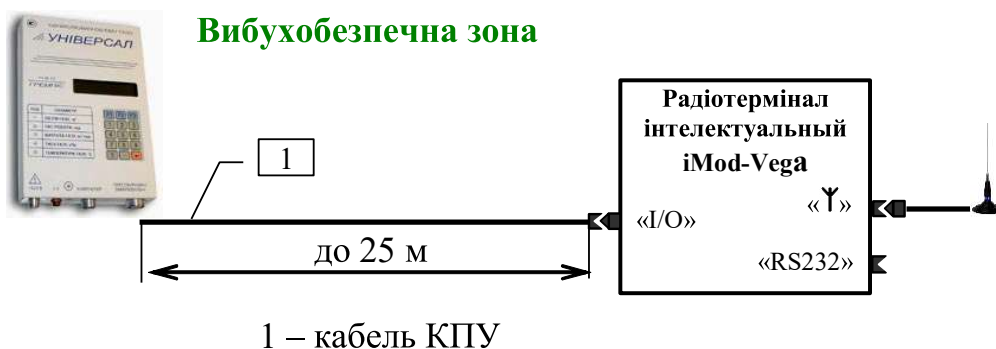 Вибухобезпечна зона
УНІВЕРСАЛ
Радіотермінал
інтелектуальный
iMod-Vega
1
«I/O»
«»
до 25 м
«RS232»
1 – кабель КПУ